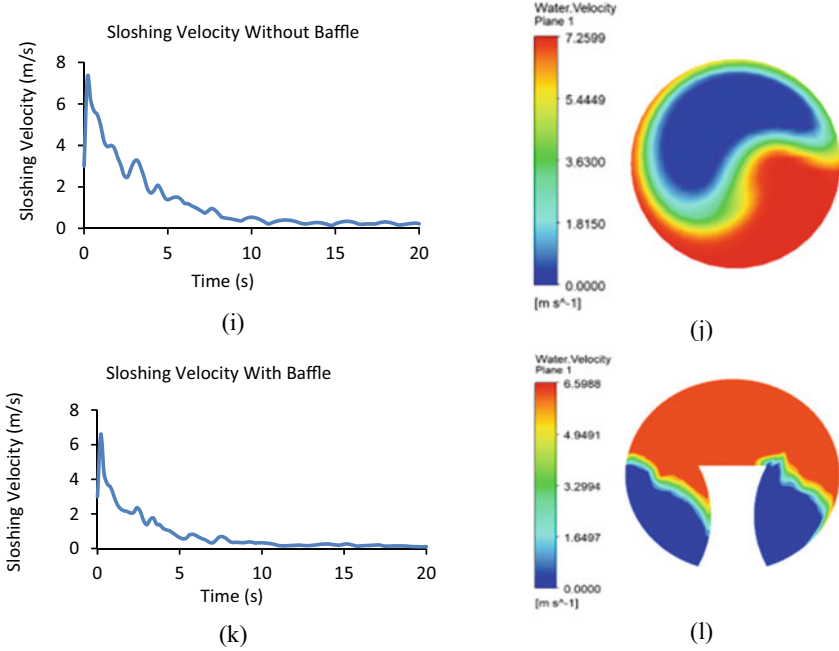 Sloshing Velocity Without Baffle
Sloshing Velocity (m/s)
8
6
4
2
0
0 5 10 15 20
Time (s)
(i)
Water.Velocity
Plane 1
7.2599
5.4449
3.6300
1.8150
0.0000
[m s^-1]
(j)
Sloshing Velocity With Baffle
Sloshing Velocity (m/s)
8
6
4
2
0
0 5 10 15 20
Time (s)
(k)
Water.Velocity
Plane 1
6.5988
4.9491
3.2994
1.6497
0.0000
[m s^-1]
(l)